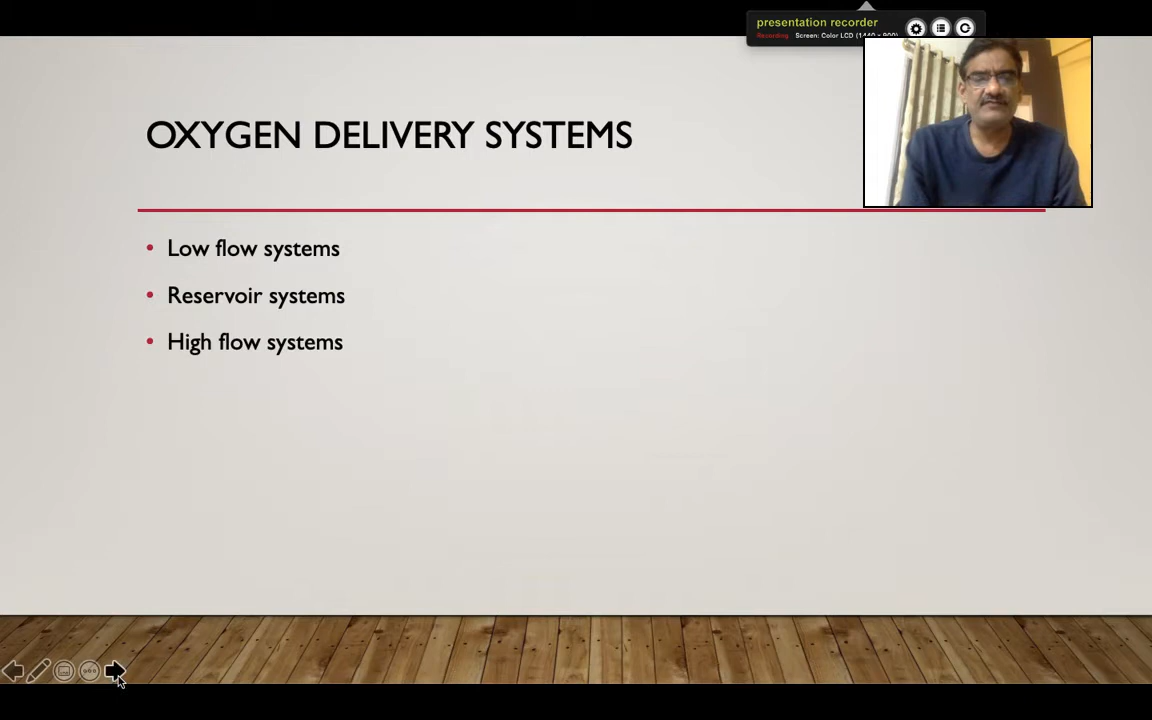 presentation recorder
Recording Screen: Color LCD (1440 x 900)
OXYGEN DELIVERY SYSTEMS
• Low flow systems
• Reservoir systems
• High flow systems